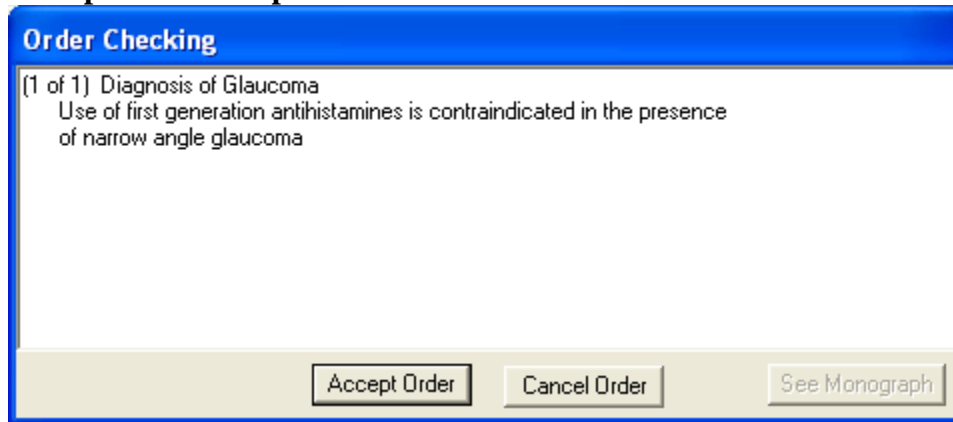 Order Checking
(1 of 1) Diagnosis of Glaucoma
Use of first generation antihistamines is contraindicated in the presence
of narrow angle glaucoma
Accept Order Cancel Order See Monograph